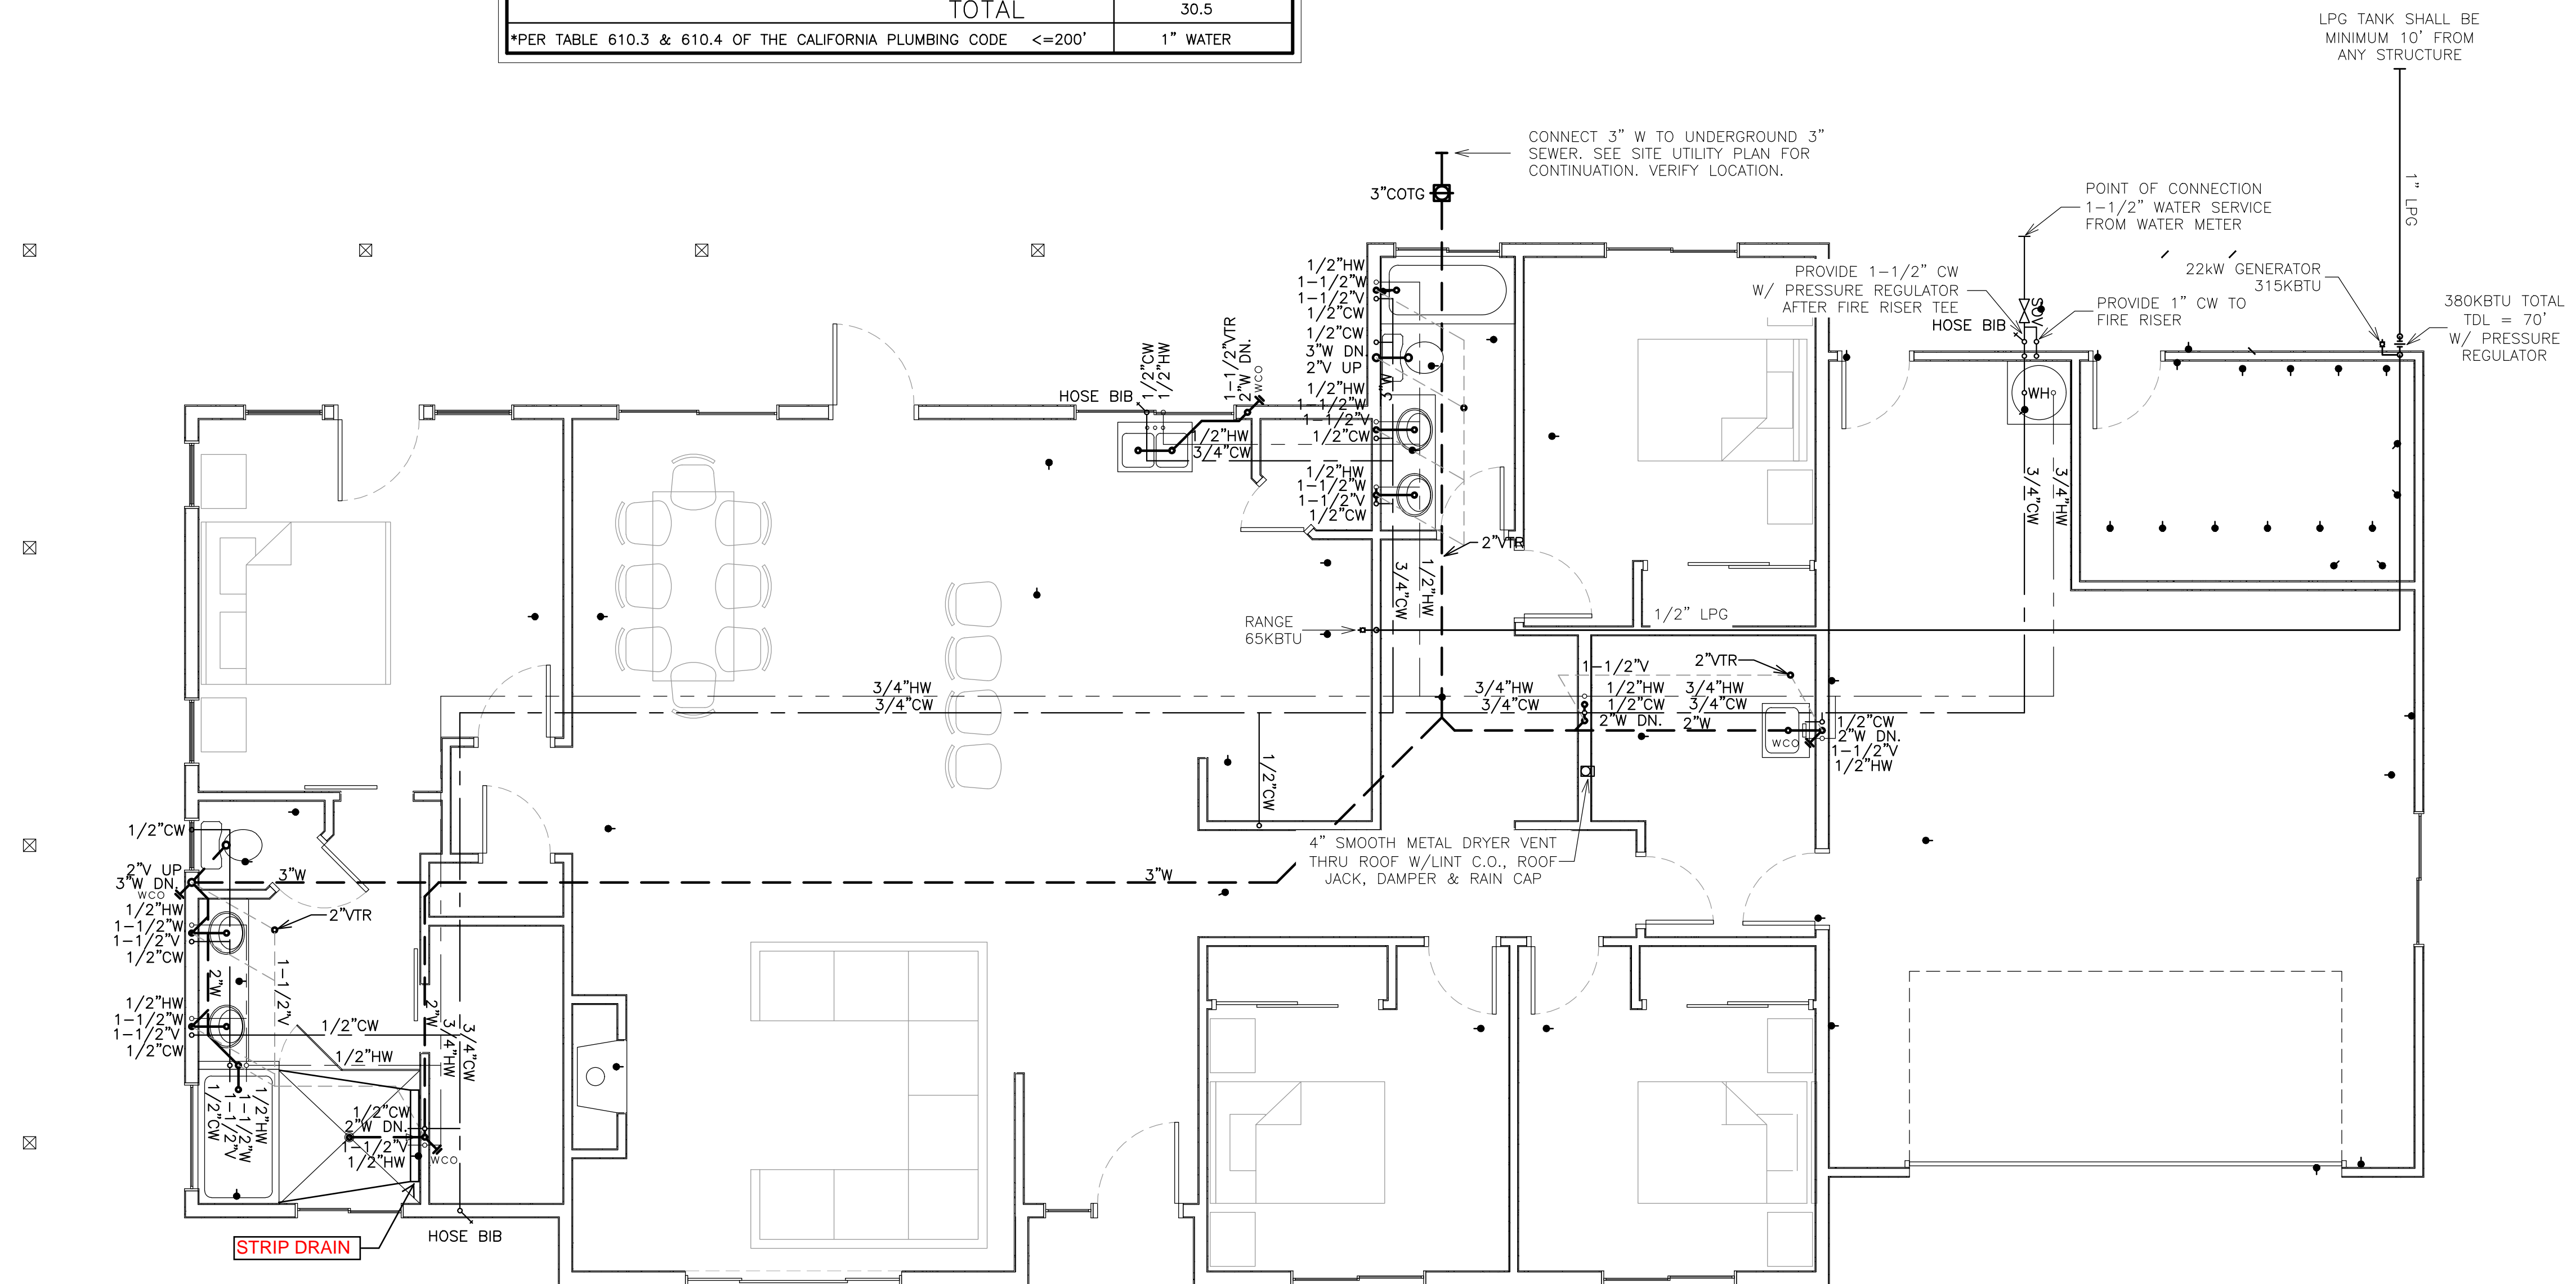 TOTAL 30.5
*PER TABLE 610.3 & 610.4 OF THE CALIFORNIA PLUMBING CODE <=200' 1" WATER
LPG TANK SHALL BE
MINIMUM 10' FROM
ANY STRUCTURE
CONNECT 3" W TO UNDERGROUND 3"
SEWER. SEE SITE UTILITY PLAN FOR
CONTINUATION. VERIFY LOCATION.
3"COTG
1" LPG
POINT OF CONNECTION
1-1/2" WATER SERVICE
FROM WATER METER
PROVIDE 1-1/2" CW
W/ PRESSURE REGULATOR
AFTER FIRE RISER TEE
HOSE BIB
SOV
PROVIDE 1" CW TO
FIRE RISER
22kW GENERATOR
315KBTU
380KBTU TOTAL
TDL = 70'
W/ PRESSURE
REGULATOR
1/2"HW
1-1/2"W
1-1/2"V
1/2"CW
1/2"CW
3"W DN.
2"V UP
1/2"HW
1-1/2"W
1-1/2"V
1/2"CW
1/2"HW
1-1/2"W
1-1/2"V
1/2"CW
3"W
HOSE BIB
1/2"CW
1/2"HW
1-1/2"VTR
2"W DN.
WCO
1/2"HW
3/4"CW
WH
3/4"CW
3/4"HW
2"VTR
3/4"CW
1/2"HW
RANGE
65KBTU
1/2" LPG
3/4"HW
3/4"CW
3/4"HW
3/4"CW
1-1/2"V
1/2"HW
1/2"CW
2"W DN.
2"VTR
3/4"HW
3/4"CW
2"W
WCO
1/2"CW
2"W DN.
1-1/2"V
1/2"HW
1/2"CW
4" SMOOTH METAL DRYER VENT
THRU ROOF W/LINT C.O., ROOF
JACK, DAMPER & RAIN CAP
1/2"CW
2"V UP
3"W DN.
WCO
3"W
3"W
1/2"HW
1-1/2"W
1-1/2"V
1/2"CW
2"VTR
2"W
1-1/2"V
1/2"HW
1-1/2"W
1-1/2"V
1/2"CW
1/2"CW
1/2"HW
2"W
3/4"HW
3/4"CW
1/2"CW
1-1/2"V
1-1/2"W
1/2"HW
1/2"CW
2"W DN.
1-1/2"V
1/2"HW
WCO
HOSE BIB
STRIP DRAIN